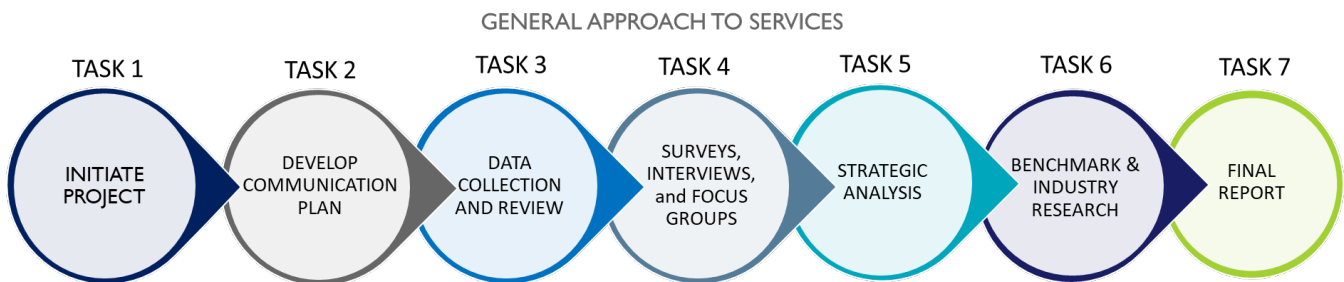 GENERAL APPROACH TO SERVICES
TASK 1
INITIATE
PROJECT
TASK 2
DEVELOP
COMMUNICATION
PLAN
TASK 3
DATA
COLLECTION
AND REVIEW
TASK 4
SURVEYS,
INTERVIEWS,
and FOCUS
GROUPS
TASK 5
STRATEGIC
ANALYSIS
TASK 6
BENCHMARK &
INDUSTRY
RESEARCH
TASK 7
FINAL
REPORT